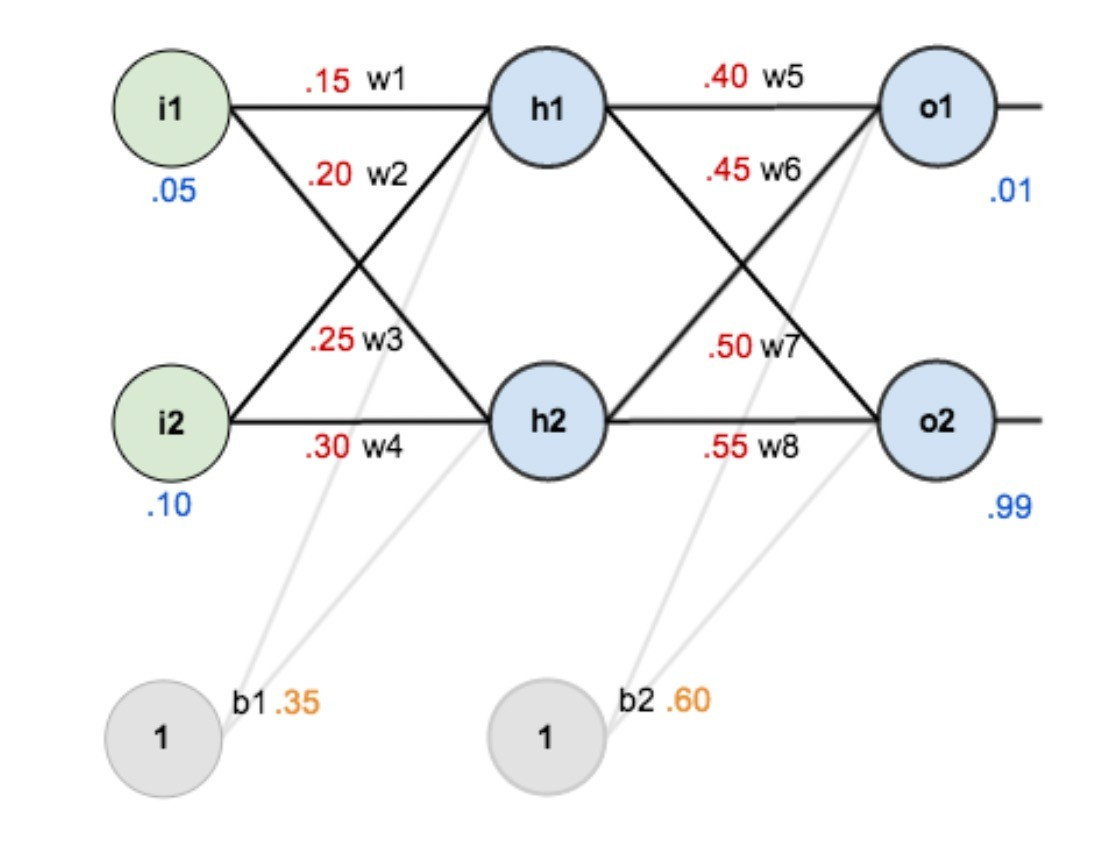 .15 w1
.40 w5
i1
h1
o1
.20 w2
.45 w6
.05
.01
.25 w3
.50 w7
i2
h2
o2
.30 w4
.55 w8
.10
.99
b1 .35
b2 .60
1
1